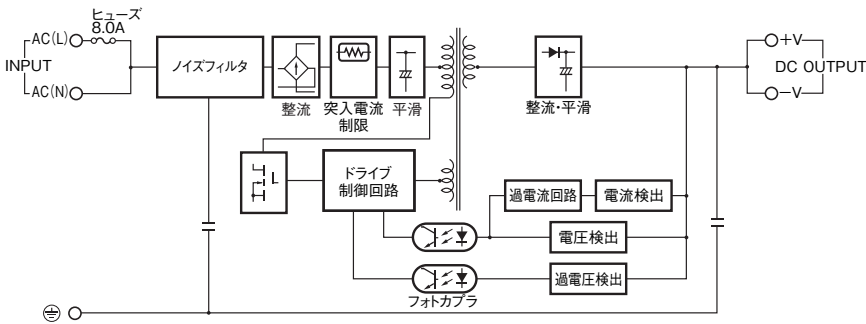 ヒューズ
8.0A
AC(L)
INPUT
AC(N)
ノイズフィルタ
整流
突入電流
制限
平滑
整流・平滑
+V
DC OUTPUT
−V
ドライブ
制御回路
過電流回路
電流検出
電圧検出
過電圧検出
フォトカプラ